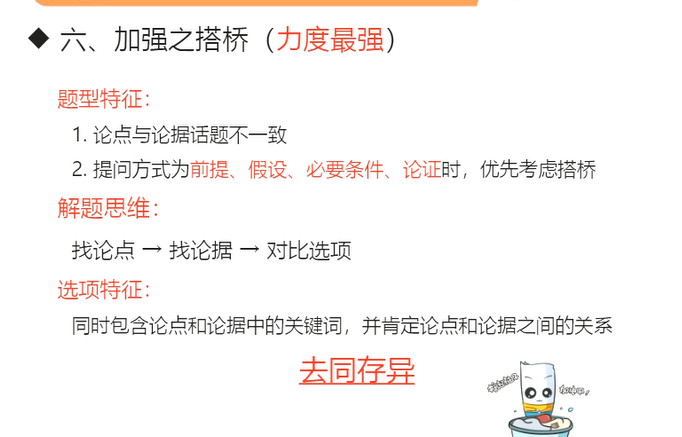 ◆ 六、加强之搭桥（力度最强）
题型特征：
1. 论点与论据话题不一致
2. 提问方式为前提、假设、必要条件、论证时，优先考虑搭桥
解题思维：
找论点 → 找论据 → 对比选项
选项特征：
同时包含论点和论据中的关键词，并肯定论点和论据之间的关系
去同存异